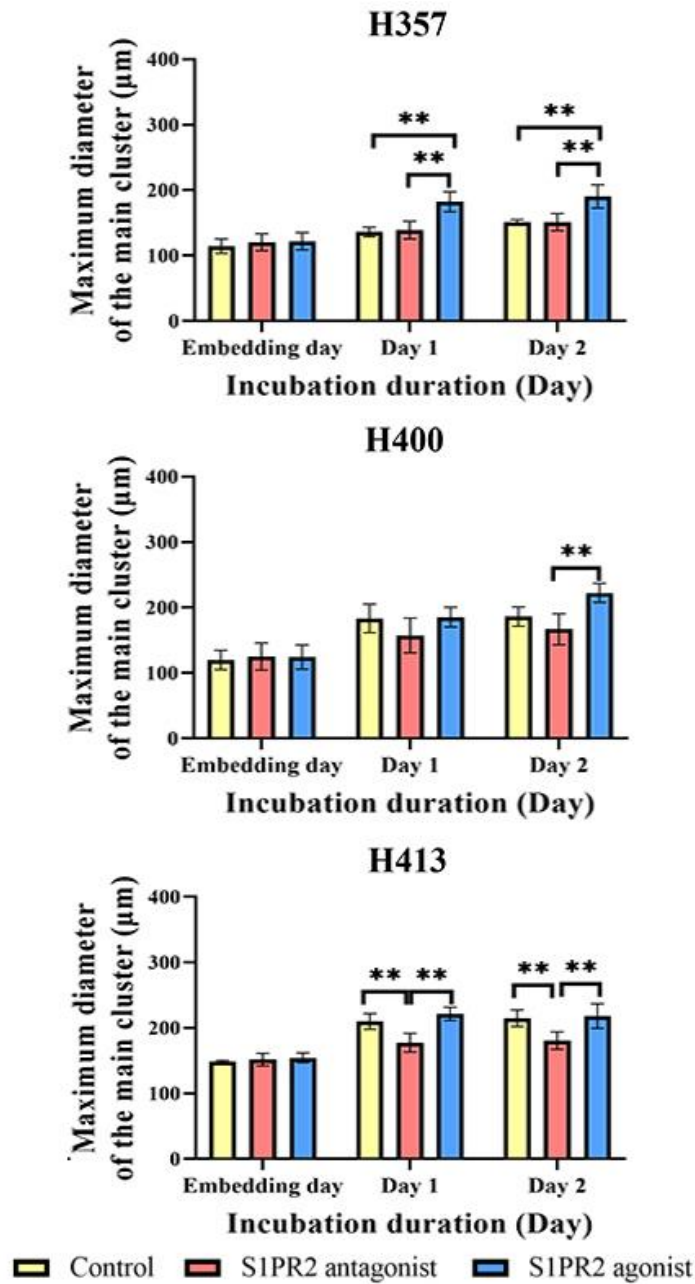 H357
Maximum diameter
of the main cluster (µm)
400
300
200
100
0
** ** ** **
Embedding day Day 1 Day 2
Incubation duration (Day)
H400
Maximum diameter
of the main cluster (µm)
400
300
200
100
0
**
Embedding day Day 1 Day 2
Incubation duration (Day)
H413
Maximum diameter
of the main cluster (µm)
400
300
200
100
0
** ** ** **
Embedding day Day 1 Day 2
Incubation duration (Day)
Control S1PR2 antagonist S1PR2 agonist